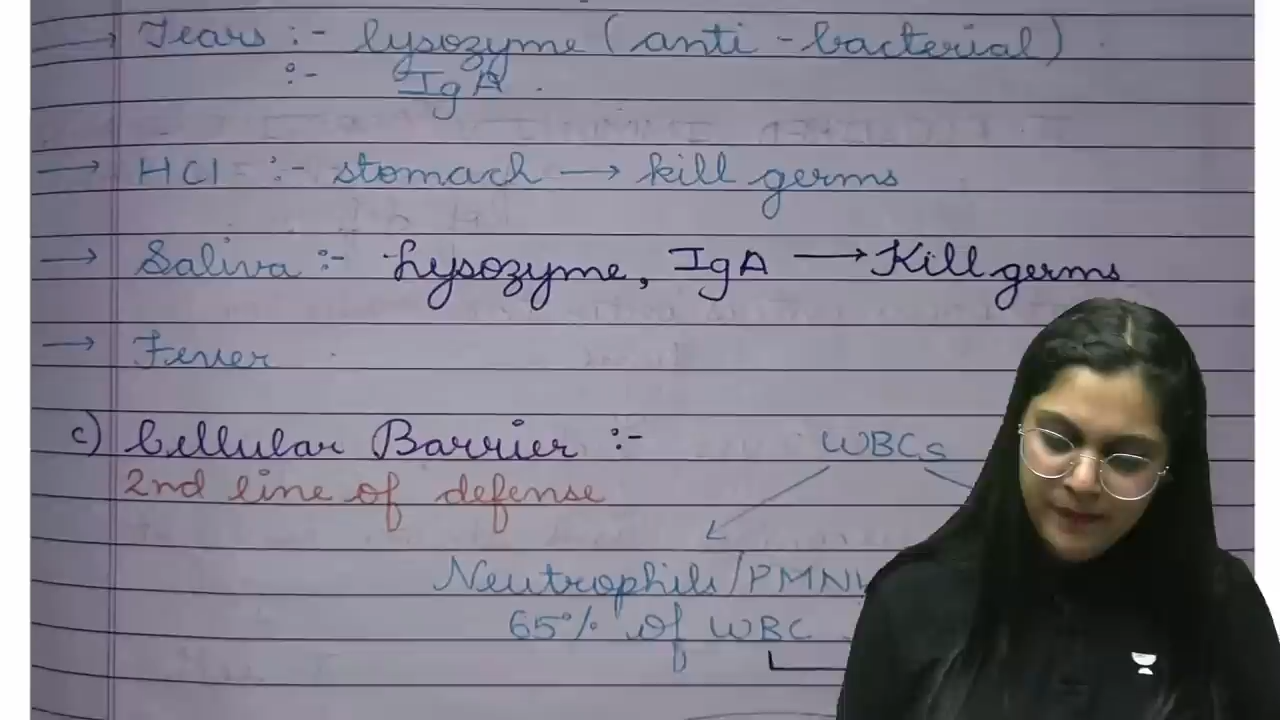 → Tears :- lysozyme (anti-bacterial)
:- IgA.
→ HCl :- stomach → kill germs
→ Saliva :- Lysozyme, IgA → Kill germs
→ Fever
c) Cellular Barrier :-
WBCs
2nd line of defense
Neutrophils/PMNL
65% of WBC